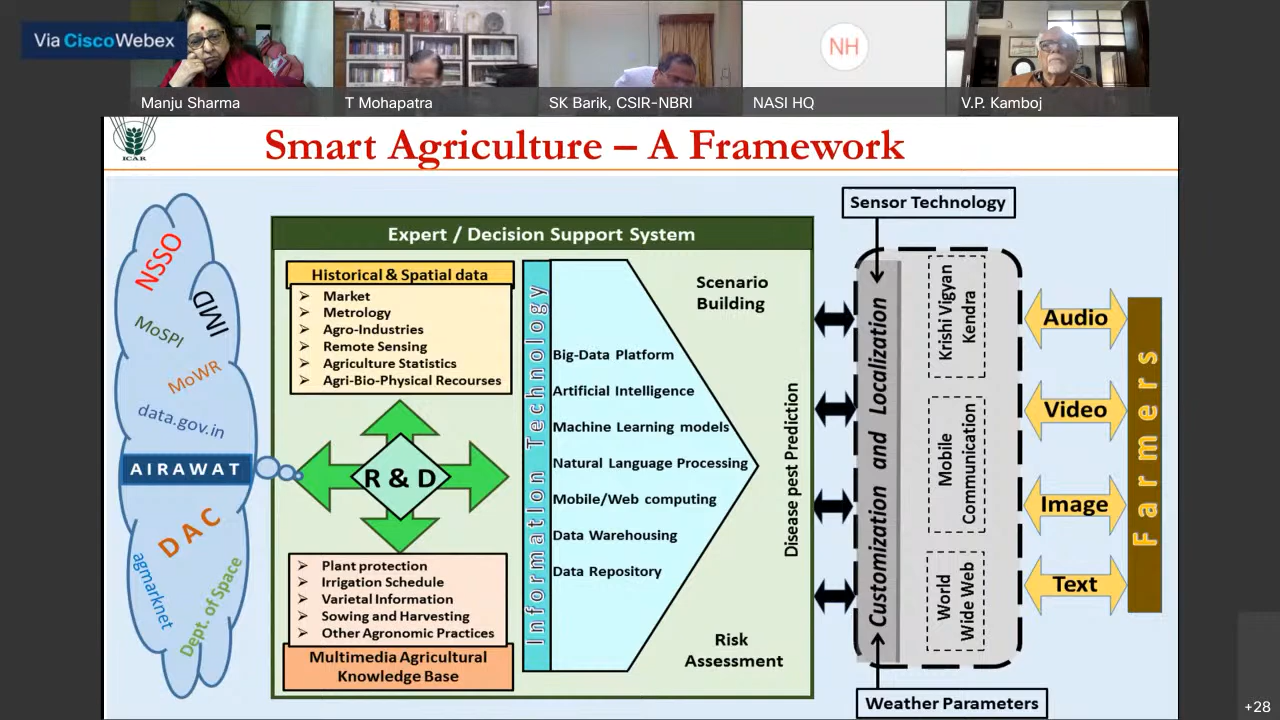 Via Cisco Webex
Manju Sharma
T Mohapatra
SK Barik, CSIR-NBRI
NH
NASI HQ
V.P. Kamboj
ICAR
Smart Agriculture – A Framework
NSSO
IMD
MoSPI
MoWR
data.gov.in
AIRAWAT
DAC
agmarknet
Dept. of Space
Expert / Decision Support System
Historical & Spatial data
Market
Metrology
Agro-Industries
Remote Sensing
Agriculture Statistics
Agri-Bio-Physical Recourses
R & D
Plant protection
Irrigation Schedule
Varietal Information
Sowing and Harvesting
Other Agronomic Practices
Multimedia Agricultural
Knowledge Base
Information Technology
Big-Data Platform
Artificial Intelligence
Machine Learning models
Natural Language Processing
Mobile/Web computing
Data Warehousing
Data Repository
Scenario
Building
Disease pest Prediction
Risk
Assessment
Sensor Technology
Customization and Localization
Krishi Vigyan
Kendra
Mobile
Communication
World
Wide Web
Weather Parameters
Audio
Video
Image
Text
Farmers
+28